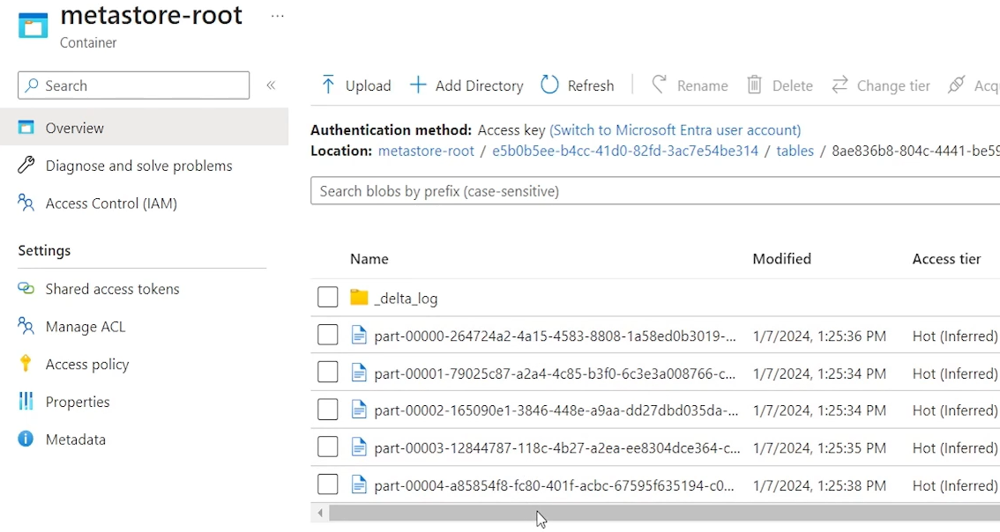 metastore-root ...
Container
Search «
Overview
Diagnose and solve problems
Access Control (IAM)
Settings
Shared access tokens
Manage ACL
Access policy
Properties
Metadata
Upload Add Directory Refresh Rename Delete Change tier Acq
Authentication method: Access key (Switch to Microsoft Entra user account)
Location: metastore-root / e5b0b5ee-b4cc-41d0-82fd-3ac7e54be314 / tables / 8ae836b8-804c-4441-be59
Search blobs by prefix (case-sensitive)
Name Modified Access tier
_delta_log
part-00000-264724a2-4a15-4583-8808-1a58ed0b3019-... 1/7/2024, 1:25:36 PM Hot (Inferred)
part-00001-79025c87-a2a4-4c85-b3f0-6c3e3a008766-c... 1/7/2024, 1:25:34 PM Hot (Inferred)
part-00002-165090e1-3846-448e-a9aa-dd27dbd035da-... 1/7/2024, 1:25:34 PM Hot (Inferred)
part-00003-12844787-118c-4b27-a2ea-ee8304dce364-c... 1/7/2024, 1:25:35 PM Hot (Inferred)
part-00004-a85854f8-fc80-401f-acbc-67595f635194-c0... 1/7/2024, 1:25:38 PM Hot (Inferred)